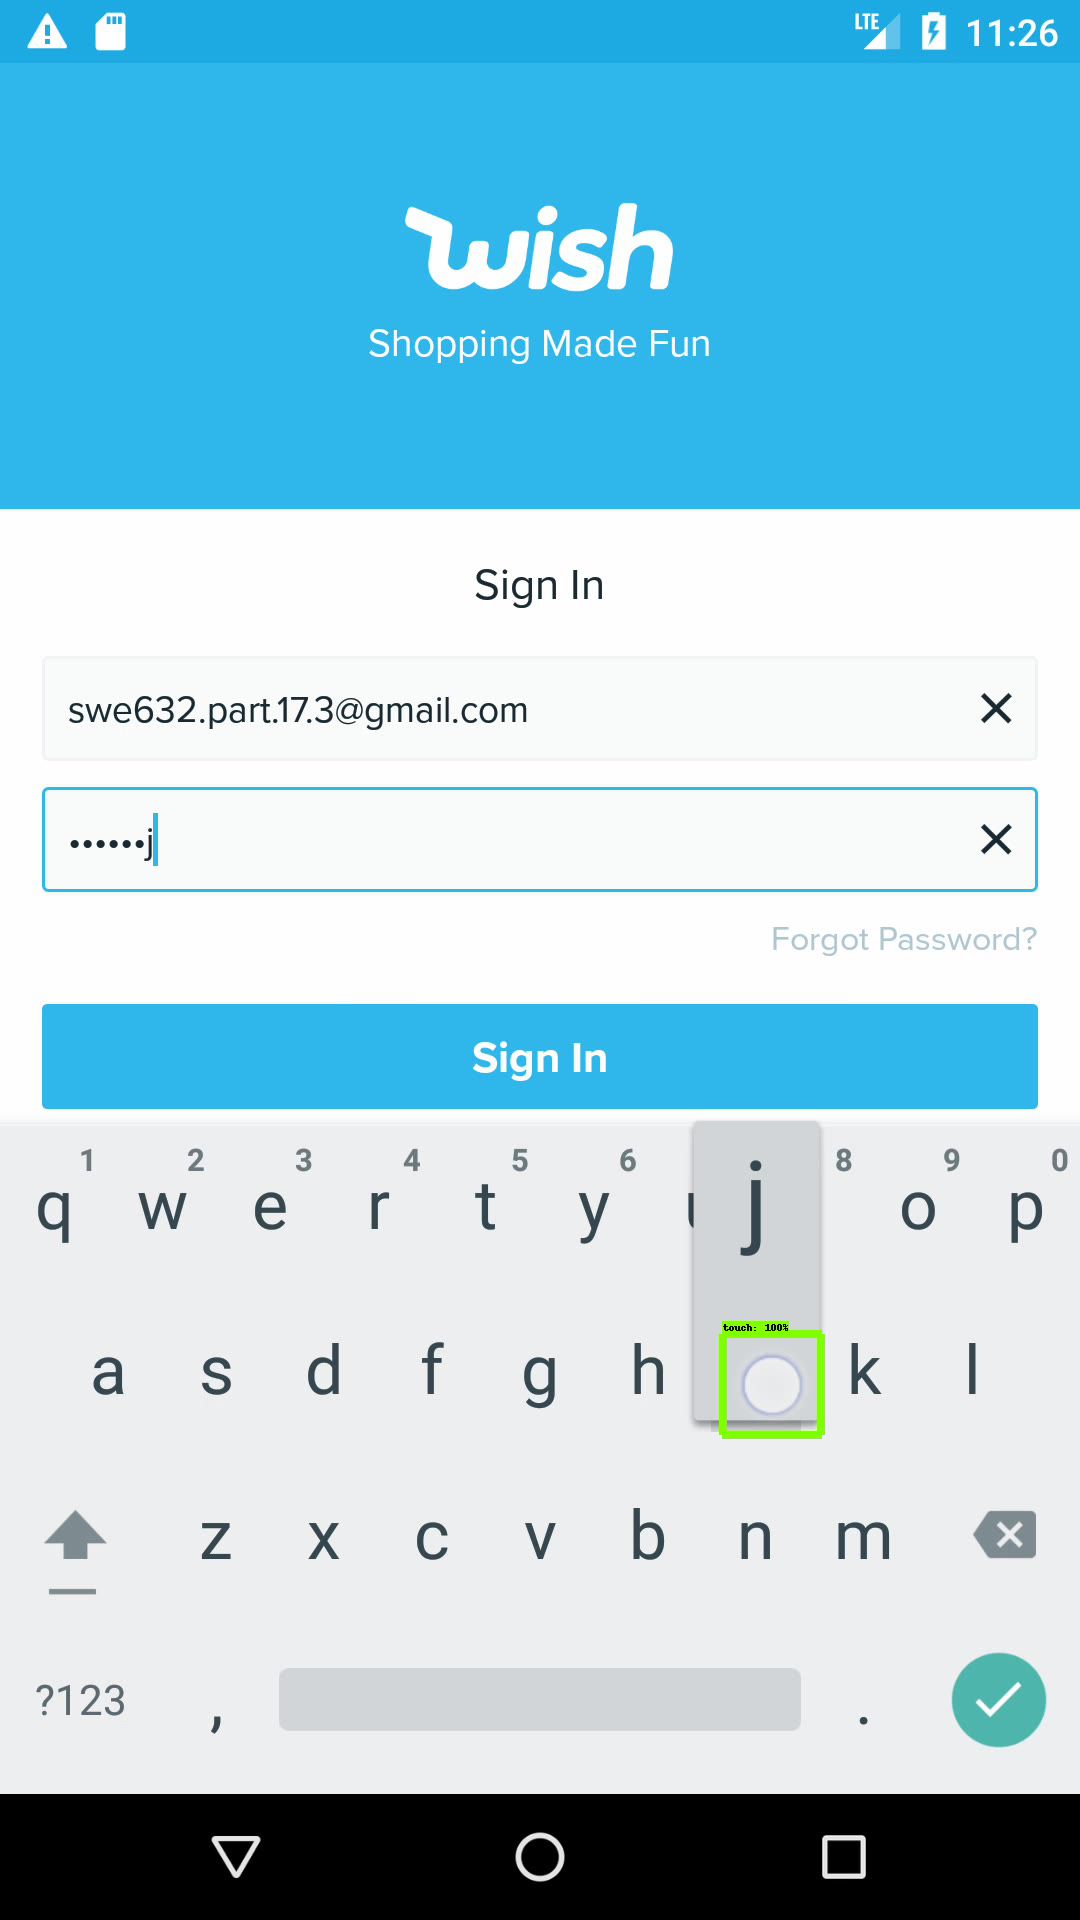 LTE 11:26
wish
Shopping Made Fun
Sign In
swe632.part.17.3@gmail.com
••••••j
Forgot Password?
Sign In
1 2 3 4 5 6 8 9 0
q w e r t y u j o p
touch: 100%
a s d f g h k l
z x c v b n m
?123 , .